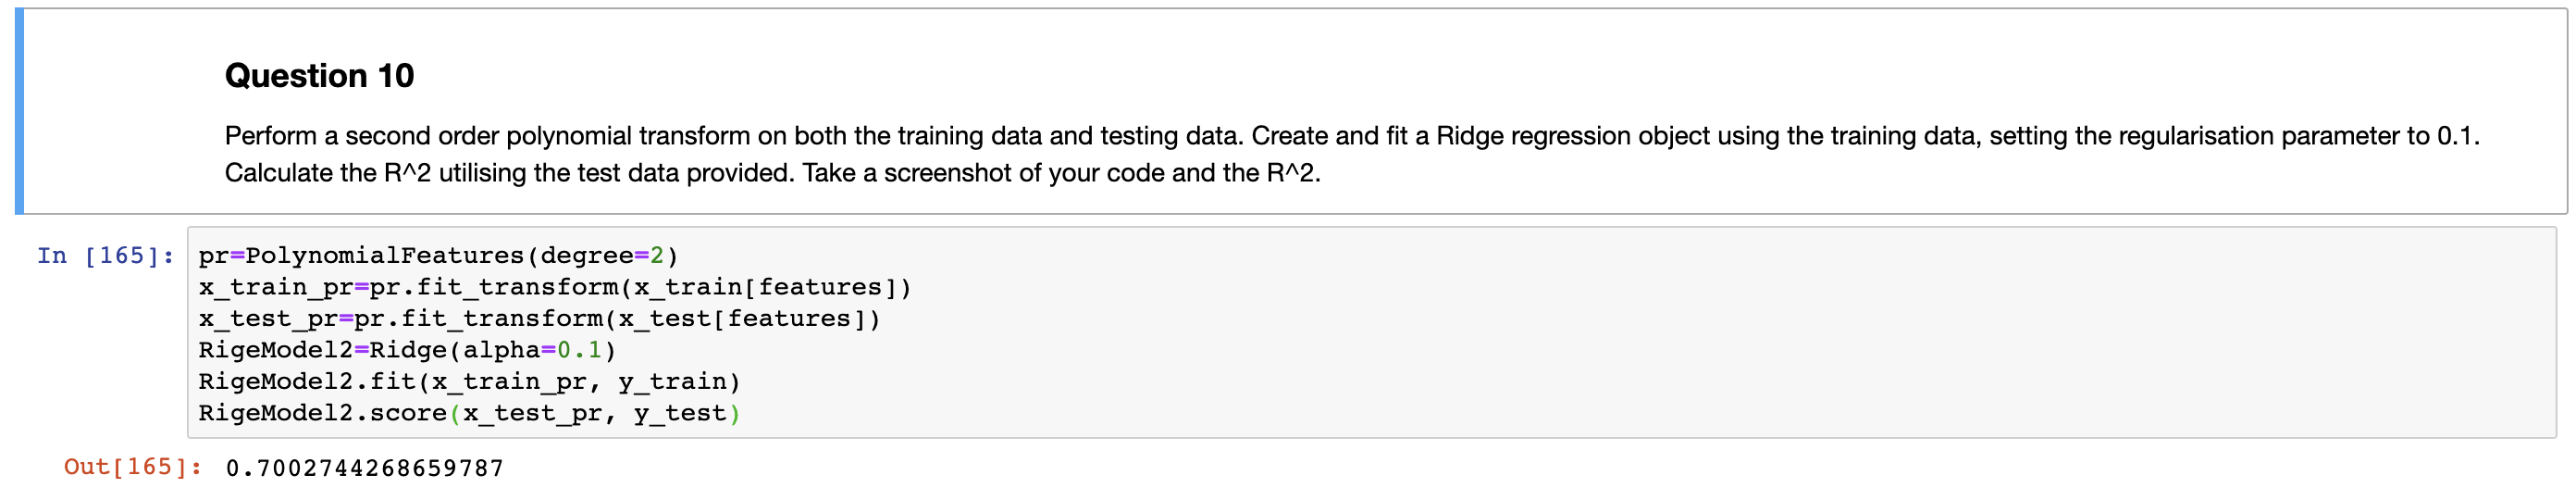 Question 10
Perform a second order polynomial transform on both the training data and testing data. Create and fit a Ridge regression object using the training data, setting the regularisation parameter to 0.1.
Calculate the R^2 utilising the test data provided. Take a screenshot of your code and the R^2.
In [165]: pr=PolynomialFeatures(degree=2)
x_train_pr=pr.fit_transform(x_train[features])
x_test_pr=pr.fit_transform(x_test[features])
RigeModel2=Ridge(alpha=0.1)
RigeModel2.fit(x_train_pr, y_train)
RigeModel2.score(x_test_pr, y_test)
Out[165]: 0.7002744268659787